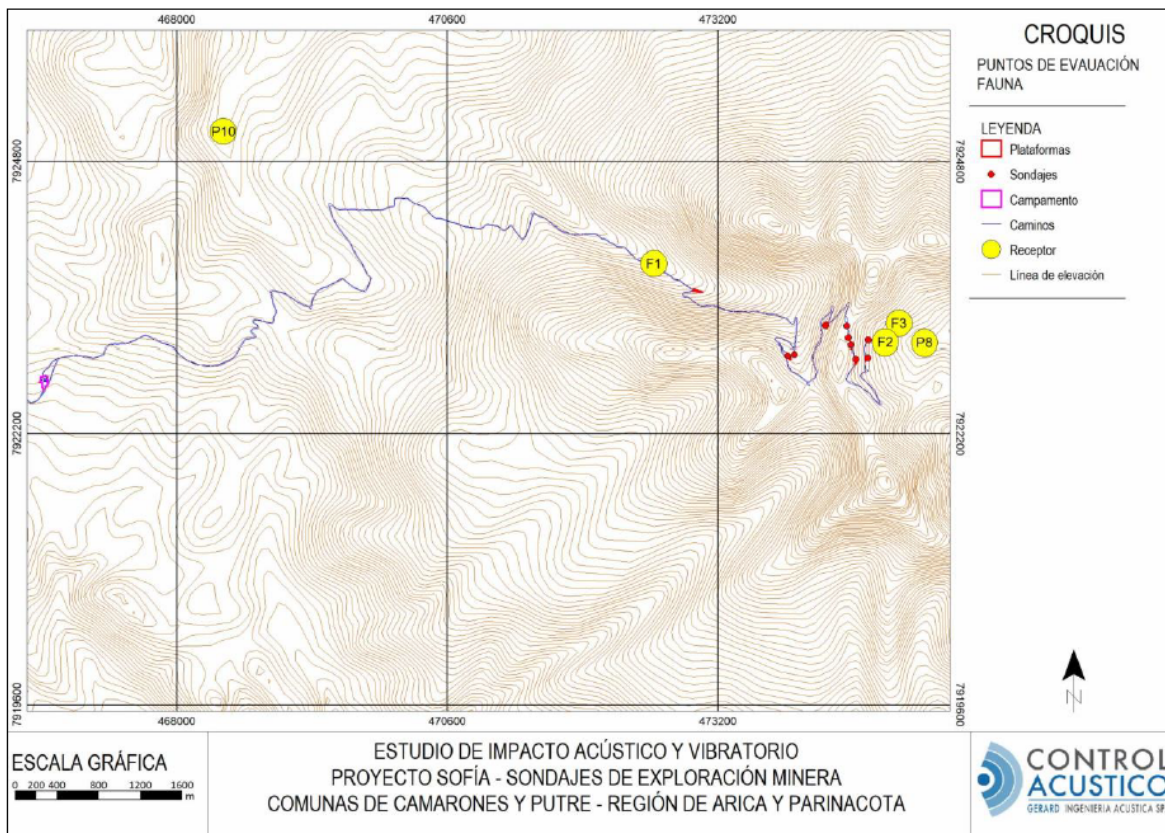 468000
470600
473200
CROQUIS
PUNTOS DE EVAUACIÓN
FAUNA
LEYENDA
Plataformas
Sondajes
Campamento
Caminos
Receptor
Línea de elevación
P10
7924800
7924800
F1
F3
F2
P8
7922200
7922200
7919600
7919600
468000
470600
473200
N
ESCALA GRÁFICA
0 200 400 800 1200 1600
m
ESTUDIO DE IMPACTO ACÚSTICO Y VIBRATORIO
PROYECTO SOFÍA - SONDAJES DE EXPLORACIÓN MINERA
COMUNAS DE CAMARONES Y PUTRE - REGIÓN DE ARICA Y PARINACOTA
CONTROL
ACUSTICO
GERARD INGENIERIA ACUSTICA SP